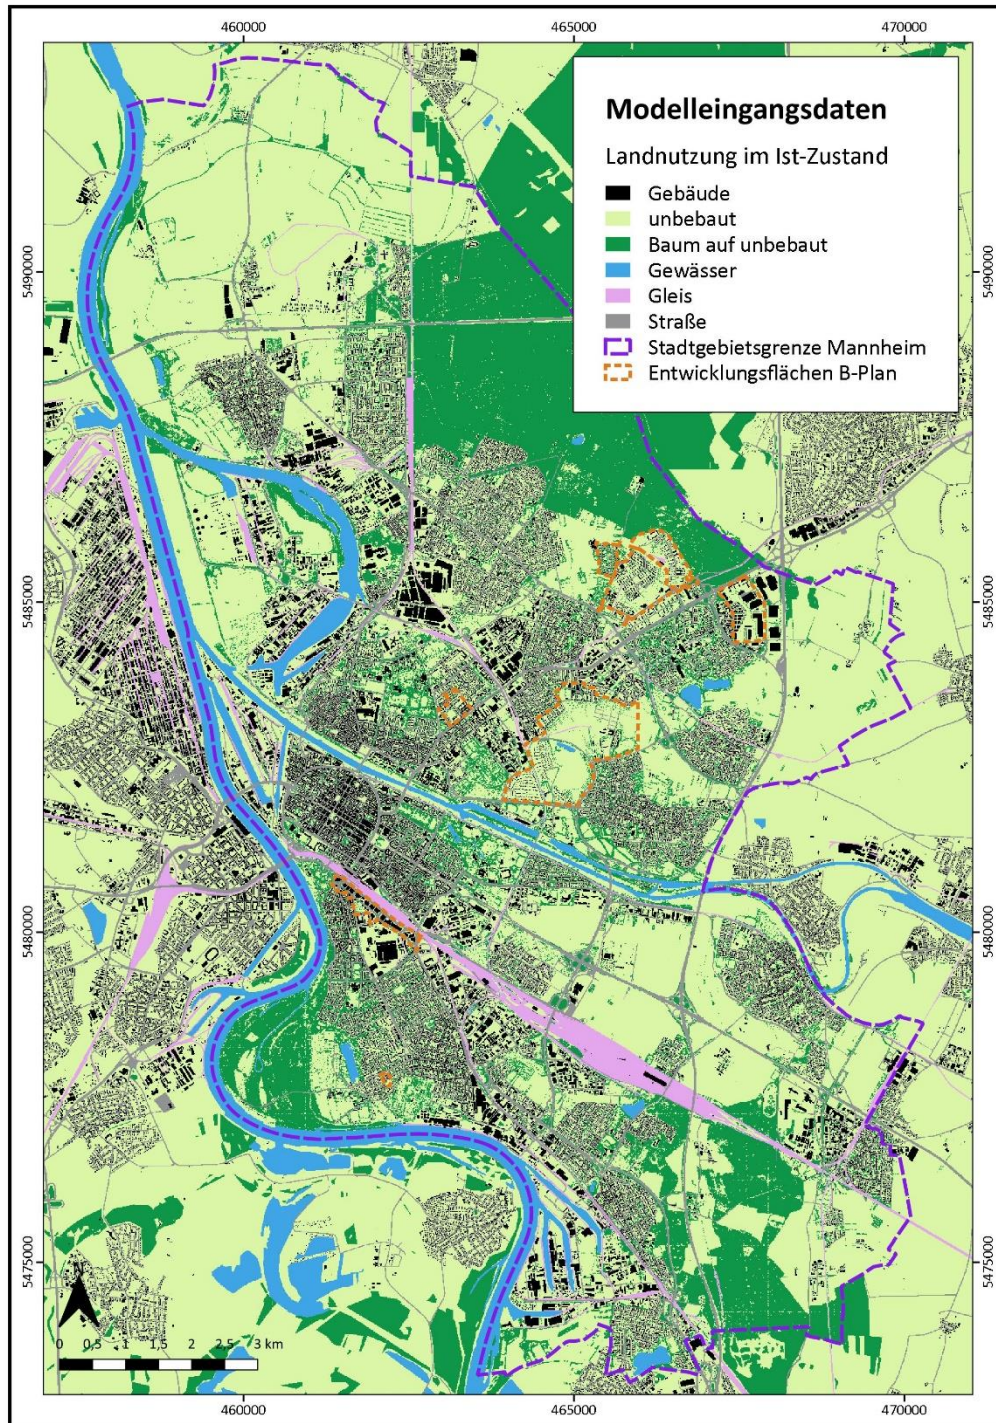 460000
465000
470000
Modelleingangsdaten
Landnutzung im Ist-Zustand
Gebäude
unbebaut
Baum auf unbebaut
Gewässer
Gleis
Straße
Stadtgebietsgrenze Mannheim
Entwicklungsflächen B-Plan
5490000
5490000
5485000
5485000
5480000
5480000
5475000
5475000
N
0 0,5 1 1,5 2 2,5 3 km
460000
465000
470000